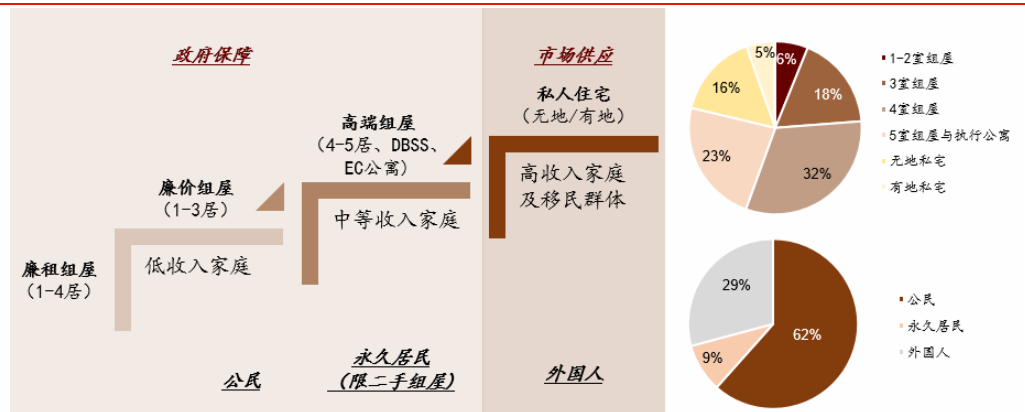 政府保障
市场供应
私人住宅
（无地/有地）
高端组屋
（4-5居、DBSS、
EC公寓）
廉价组屋
（1-3居）
廉租组屋
（1-4居）
低收入家庭
中等收入家庭
高收入家庭
及移民群体
公民
永久居民
（限二手组屋）
外国人
5%
6%
16%
18%
23%
32%
1-2室组屋
3室组屋
4室组屋
5室组屋与执行公寓
无地私宅
有地私宅
29%
62%
9%
公民
永久居民
外国人